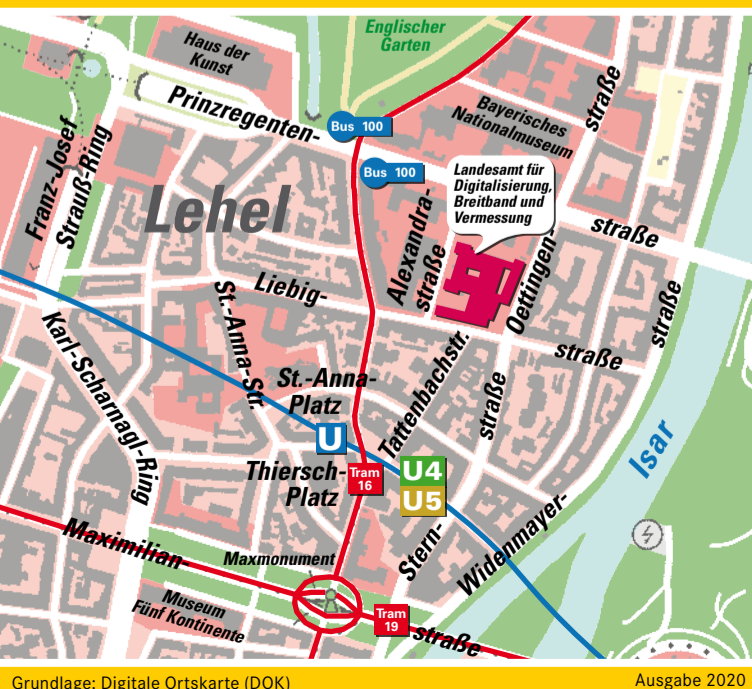 Englischer
Garten
Haus der
Kunst
Prinzregenten-
Bus 100
Bayerisches
Nationalmuseum
straße
Bus 100
Landesamt für
Digitalisierung,
Breitband und
Vermessung
Franz-Josef
Strauß-Ring
Lehel
Alexandra-
straße
Oettingen-
straße
Liebig-
straße
straße
St.-Anna-Str.
Karl-Scharnagl-Ring
St.-Anna-
Platz
Tattenbachstr.
straße
U
Thiersch-
Platz
Tram
16
U4
U5
Isar
Maximilian-
Maxmonument
Stern-
Widenmayer-
Museum
Fünf Kontinente
Tram
19
straße
Grundlage: Digitale Ortskarte (DOK)
Ausgabe 2020